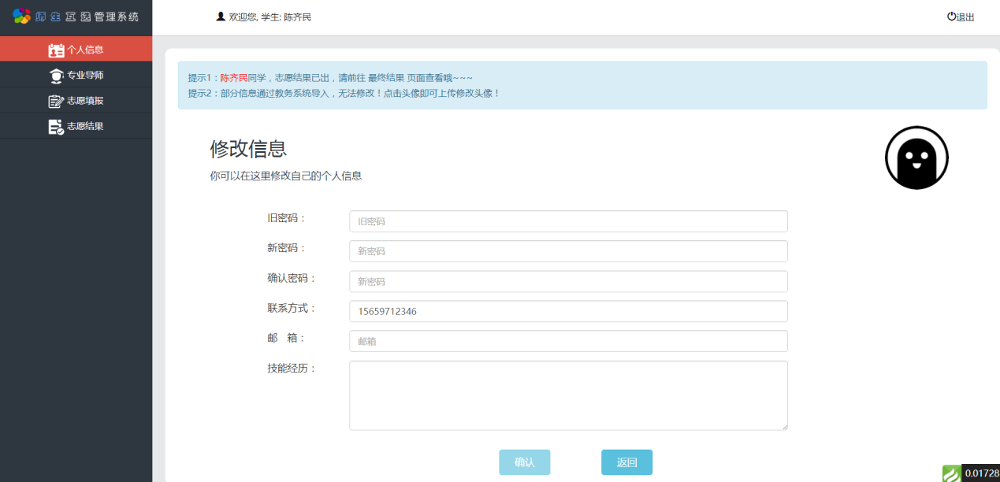 师生互选管理系统
欢迎您, 学生: 陈齐民
退出
个人信息
专业导师
志愿填报
志愿结果
提示1：陈齐民同学，志愿结果已出，请前往 最终结果 页面查看哦~~~
提示2：部分信息通过教务系统导入，无法修改！点击头像即可上传修改头像！
修改信息
你可以在这里修改自己的个人信息
旧密码： 旧密码
新密码： 新密码
确认密码： 新密码
联系方式： 15659712346
邮 箱： 邮箱
技能经历：
确认 返回
0.01728